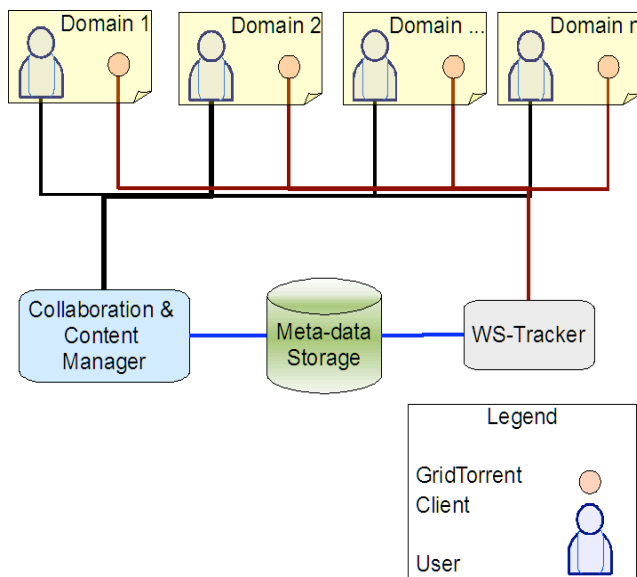 Domain 1
Domain 2
Domain ...
Domain n
Collaboration &
Content
Manager
Meta-data
Storage
WS-Tracker
Legend
GridTorrent
Client
User